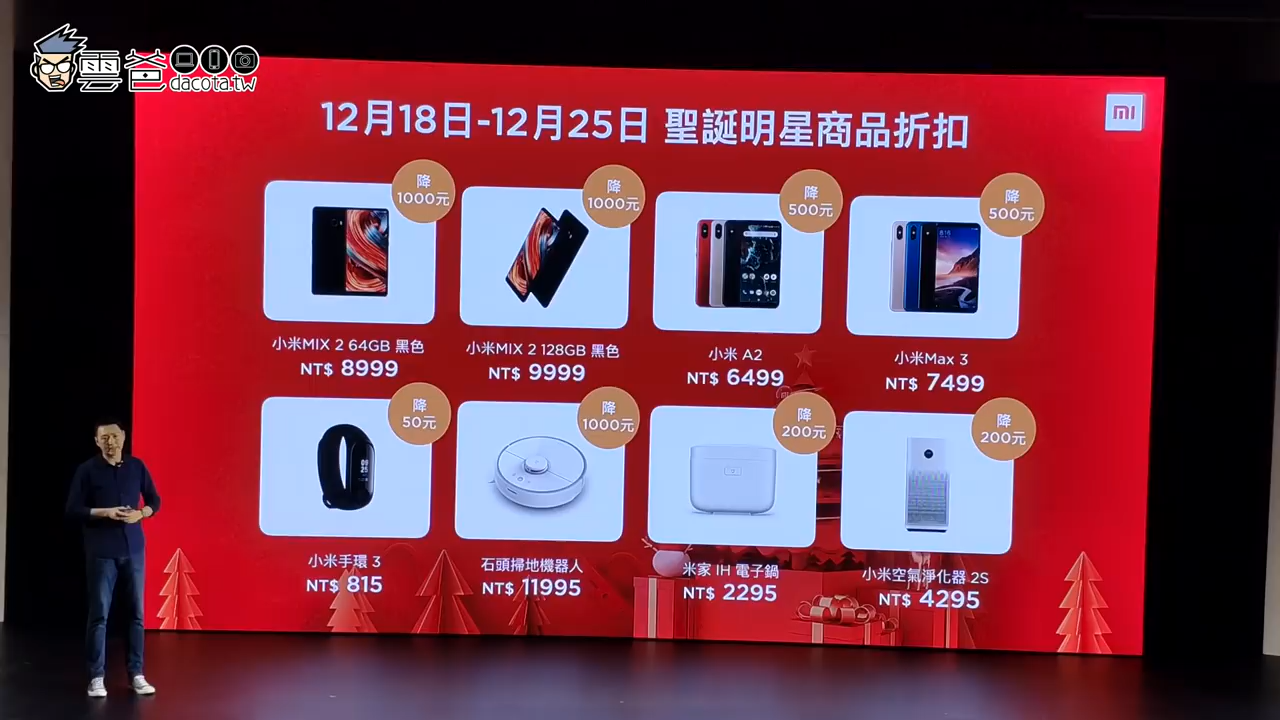 雲爸
dacota.tw
12月18日-12月25日 聖誕明星商品折扣
mi
降
1000元
降
1000元
降
500元
降
500元
小米MIX 2 64GB 黑色
NT$ 8999
小米MIX 2 128GB 黑色
NT$ 9999
小米 A2
NT$ 6499
小米Max 3
NT$ 7499
降
50元
降
1000元
降
200元
降
200元
小米手環 3
NT$ 815
石頭掃地機器人
NT$ 11995
米家 IH 電子鍋
NT$ 2295
小米空氣淨化器 2S
NT$ 4295